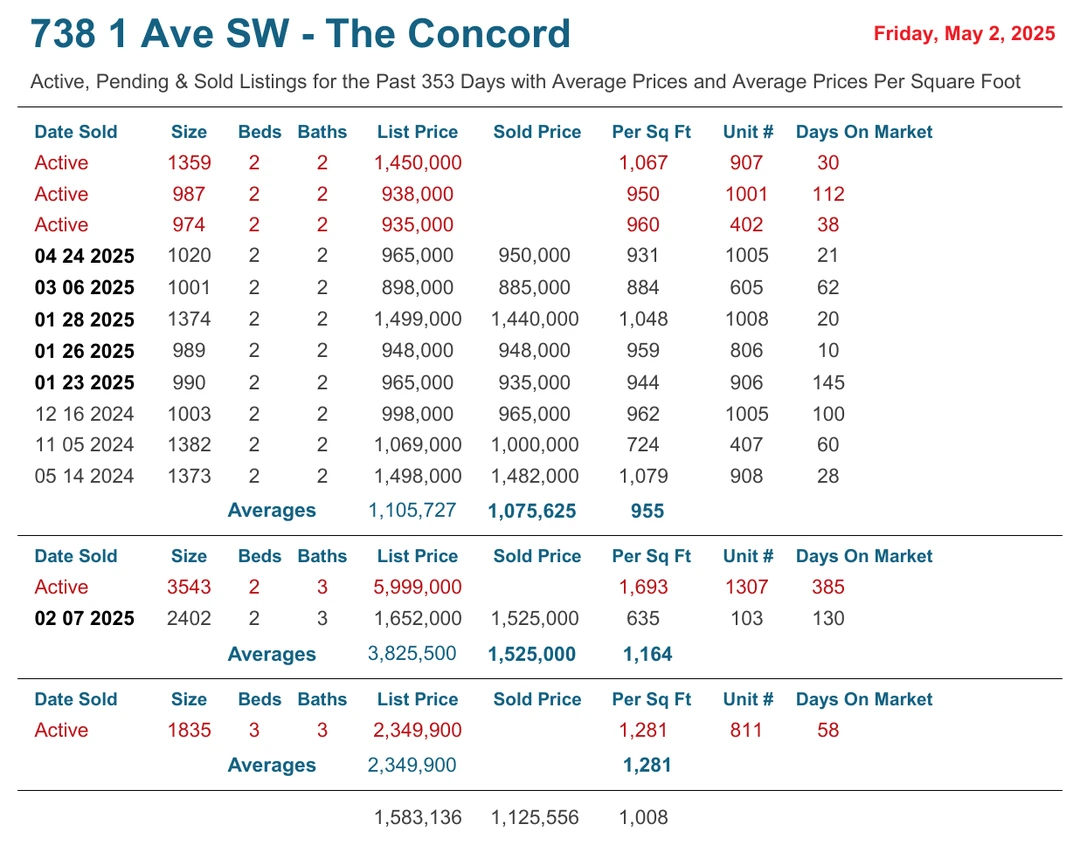 738 1 Ave SW - The Concord Friday, May 2, 2025
Active, Pending & Sold Listings for the Past 353 Days with Average Prices and Average Prices Per Square Foot
Date Sold Size Beds Baths List Price Sold Price Per Sq Ft Unit # Days On Market
Active 1359 2 2 1,450,000 1,067 907 30
Active 987 2 2 938,000 950 1001 112
Active 974 2 2 935,000 960 402 38
04 24 2025 1020 2 2 965,000 950,000 931 1005 21
03 06 2025 1001 2 2 898,000 885,000 884 605 62
01 28 2025 1374 2 2 1,499,000 1,440,000 1,048 1008 20
01 26 2025 989 2 2 948,000 948,000 959 806 10
01 23 2025 990 2 2 965,000 935,000 944 906 145
12 16 2024 1003 2 2 998,000 965,000 962 1005 100
11 05 2024 1382 2 2 1,069,000 1,000,000 724 407 60
05 14 2024 1373 2 2 1,498,000 1,482,000 1,079 908 28
Averages 1,105,727 1,075,625 955
Date Sold Size Beds Baths List Price Sold Price Per Sq Ft Unit # Days On Market
Active 3543 2 3 5,999,000 1,693 1307 385
02 07 2025 2402 2 3 1,652,000 1,525,000 635 103 130
Averages 3,825,500 1,525,000 1,164
Date Sold Size Beds Baths List Price Sold Price Per Sq Ft Unit # Days On Market
Active 1835 3 3 2,349,900 1,281 811 58
Averages 2,349,900 1,281
1,583,136 1,125,556 1,008